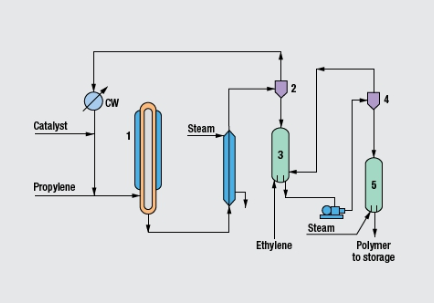 CW
2
4
Catalyst
1
Steam
3
Propylene
5
Steam
Ethylene
Polymer
to storage